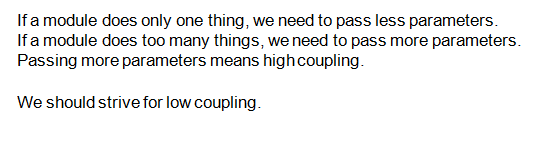 If a module does only one thing, we need to pass less parameters.
If a module does too many things, we need to pass more parameters.
Passing more parameters means high coupling.
We should strive for low coupling.